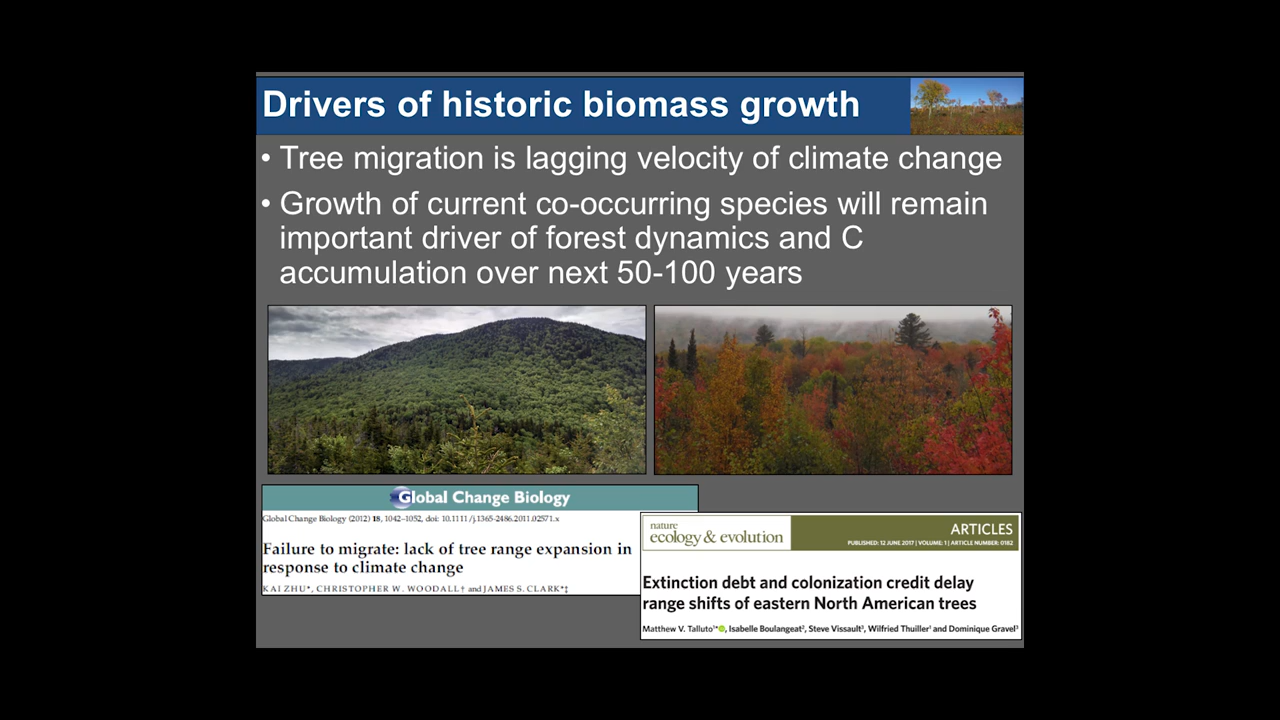 Drivers of historic biomass growth
• Tree migration is lagging velocity of climate change
• Growth of current co-occurring species will remain
important driver of forest dynamics and C
accumulation over next 50-100 years
Global Change Biology
Global Change Biology (2012) 18, 1042–1052, doi: 10.1111/j.1365-2486.2011.02571.x
Failure to migrate: lack of tree range expansion in
response to climate change
KAI ZHU*, CHRISTOPHER W. WOODALL† and JAMES S. CLARK*‡
nature
ecology & evolution
ARTICLES
PUBLISHED: 12 JUNE 2017 | VOLUME: 1 | ARTICLE NUMBER: 0182
Extinction debt and colonization credit delay
range shifts of eastern North American trees
Matthew V. Talluto¹*, Isabelle Boulangeat², Steve Vissault³, Wilfried Thuiller¹ and Dominique Gravel³